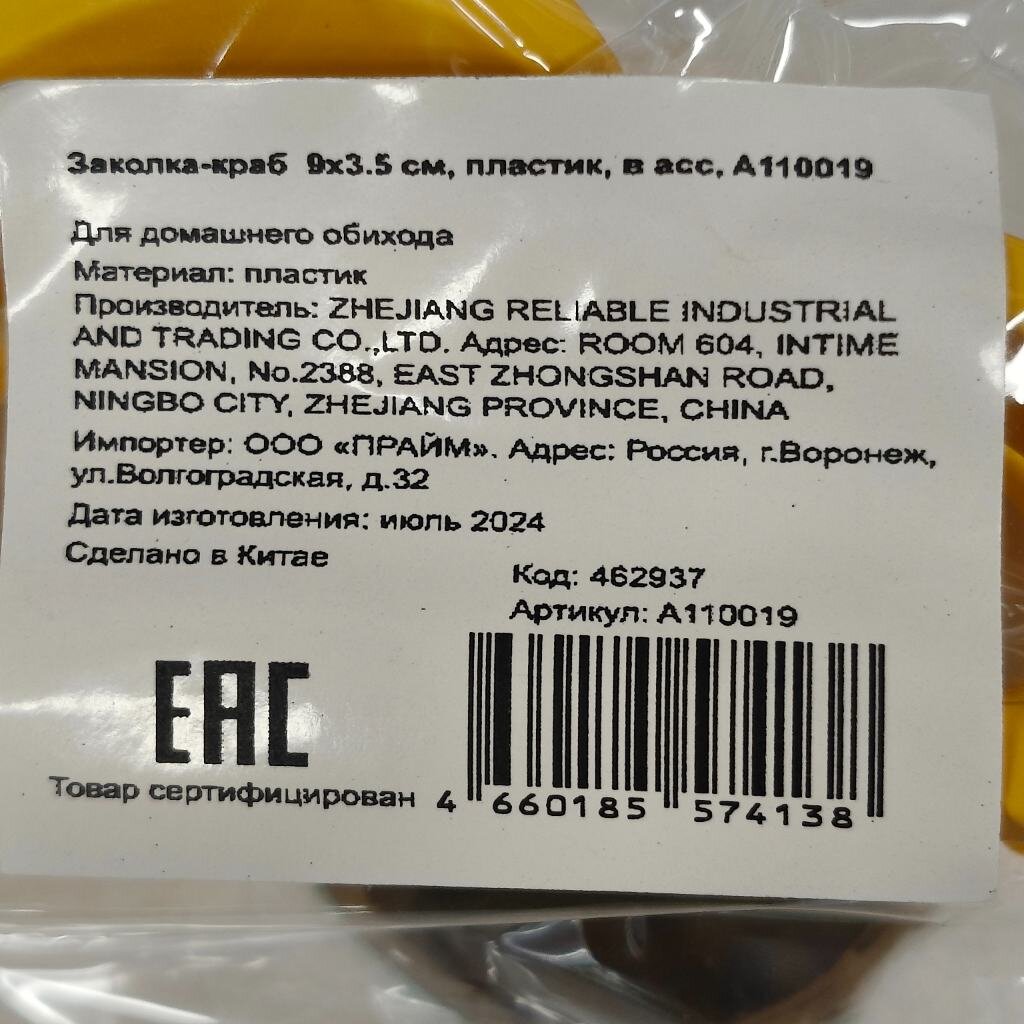 Заколка-краб 9х3.5 см, пластик, в асс, А110019
Для домашнего обихода
Материал: пластик
Производитель: ZHEJIANG RELIABLE INDUSTRIAL
AND TRADING CO.,LTD. Адрес: ROOM 604, INTIME
MANSION, No.2388, EAST ZHONGSHAN ROAD,
NINGBO CITY, ZHEJIANG PROVINCE, CHINA
Импортер: ООО «ПРАЙМ». Адрес: Россия, г.Воронеж,
ул.Волгоградская, д.32
Дата изготовления: июль 2024
Сделано в Китае
Код: 462937
Артикул: А110019
EAC
Товар сертифицирован
4 660185 574138